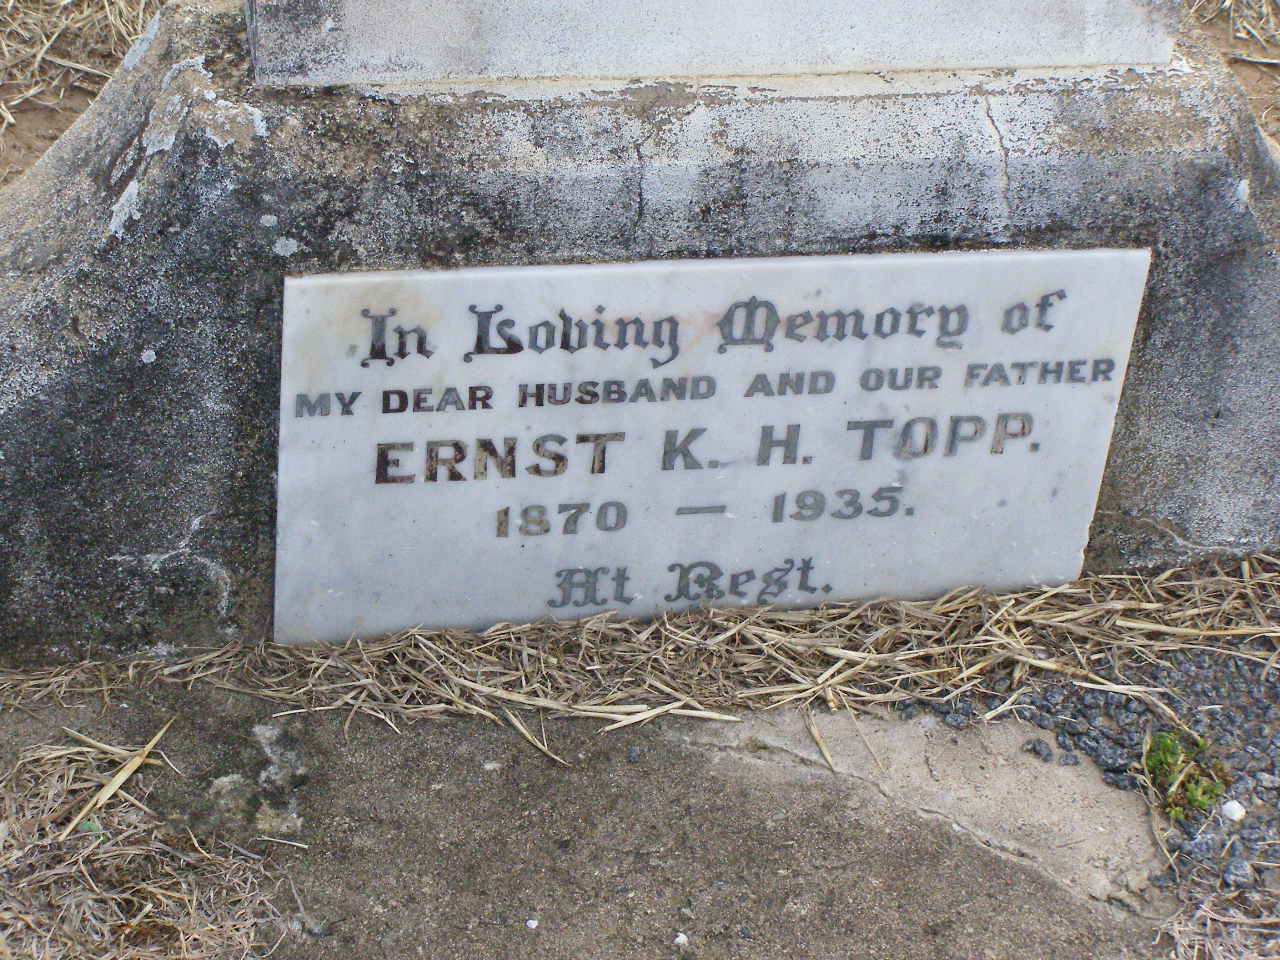 In Loving Memory of
MY DEAR HUSBAND AND OUR FATHER
ERNST K. H. TOPP.
1870 — 1935.
At Rest.